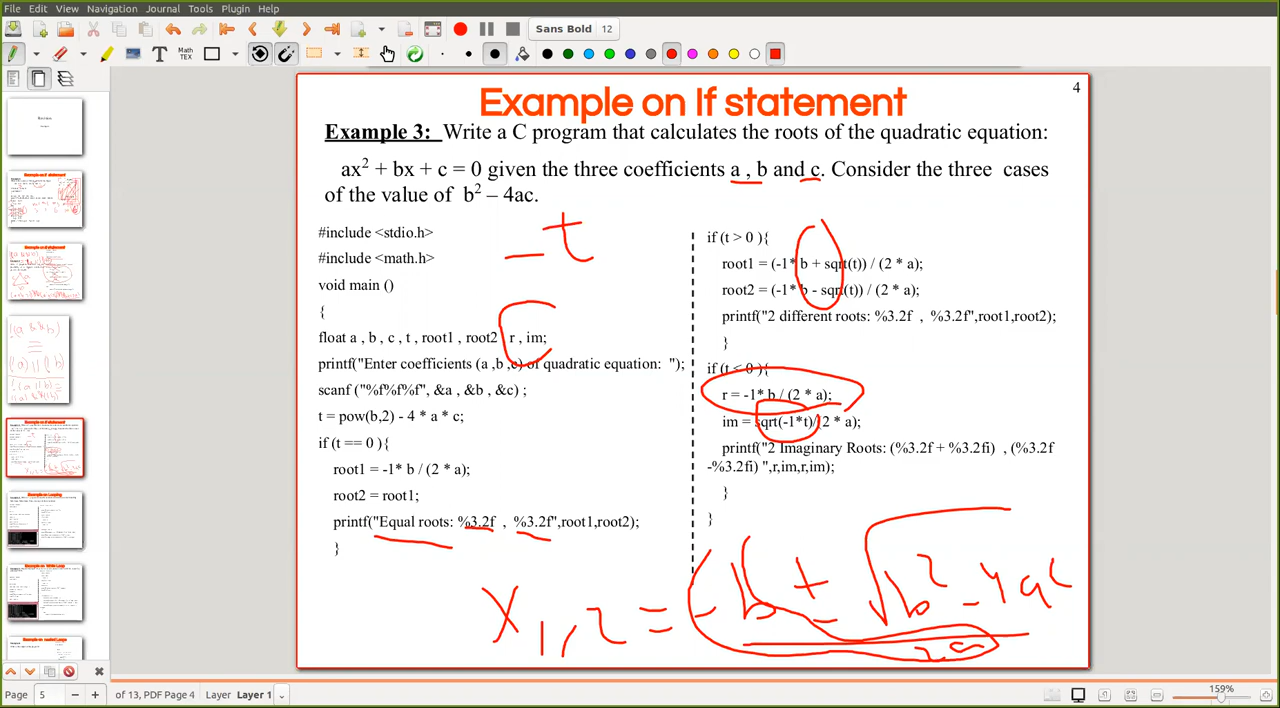 File Edit View Navigation Journal Tools Plugin Help
Sans Bold 12
T Math TEX
4
Example on If statement
Example 3: Write a C program that calculates the roots of the quadratic equation:
ax² + bx + c = 0 given the three coefficients a , b and c. Consider the three cases
of the value of b² – 4ac.
#include <stdio.h>
#include <math.h>
void main ()
{
float a , b , c , t , root1 , root2 , r , im;
printf("Enter coefficients (a ,b ,c) of quadratic equation: ");
scanf ("%f%f%f", &a , &b , &c) ;
t = pow(b,2) - 4 * a * c;
if (t == 0 ){
root1 = -1* b / (2 * a);
root2 = root1;
printf("Equal roots: %3.2f , %3.2f",root1,root2);
}
– t
if (t > 0 ){
root1 = (-1* b + sqrt(t)) / (2 * a);
root2 = (-1* b - sqrt(t)) / (2 * a);
printf("2 different roots: %3.2f , %3.2f",root1,root2);
}
if (t < 0 ){
r = -1* b / (2 * a);
im = sqrt(-1*t)/(2 * a);
printf("2 Imaginary Roots: (%3.2f + %3.2fi) , (%3.2f
-%3.2fi) ",r,im,r,im);
}
}
X1,2 = -b ± √b² - 4ac
2a
Page 5 of 13, PDF Page 4 Layer Layer 1
159%